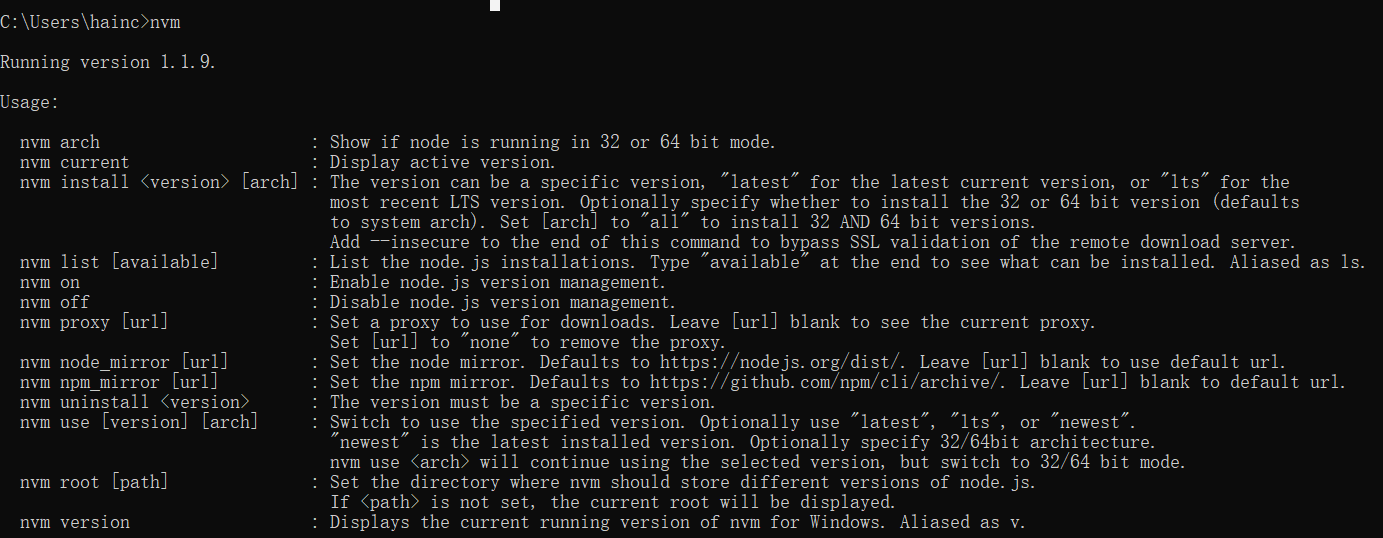 C:\Users\hainc>nvm
Running version 1.1.9.
Usage:
nvm arch : Show if node is running in 32 or 64 bit mode.
nvm current : Display active version.
nvm install <version> [arch] : The version can be a specific version, "latest" for the latest current version, or "lts" for the
most recent LTS version. Optionally specify whether to install the 32 or 64 bit version (defaults
to system arch). Set [arch] to "all" to install 32 AND 64 bit versions.
Add --insecure to the end of this command to bypass SSL validation of the remote download server.
nvm list [available] : List the node.js installations. Type "available" at the end to see what can be installed. Aliased as ls.
nvm on : Enable node.js version management.
nvm off : Disable node.js version management.
nvm proxy [url] : Set a proxy to use for downloads. Leave [url] blank to see the current proxy.
Set [url] to "none" to remove the proxy.
nvm node_mirror [url] : Set the node mirror. Defaults to https://nodejs.org/dist/. Leave [url] blank to use default url.
nvm npm_mirror [url] : Set the npm mirror. Defaults to https://github.com/npm/cli/archive/. Leave [url] blank to default url.
nvm uninstall <version> : The version must be a specific version.
nvm use [version] [arch] : Switch to use the specified version. Optionally use "latest", "lts", or "newest".
"newest" is the latest installed version. Optionally specify 32/64bit architecture.
nvm use <arch> will continue using the selected version, but switch to 32/64 bit mode.
nvm root [path] : Set the directory where nvm should store different versions of node.js.
If <path> is not set, the current root will be displayed.
nvm version : Displays the current running version of nvm for Windows. Aliased as v.